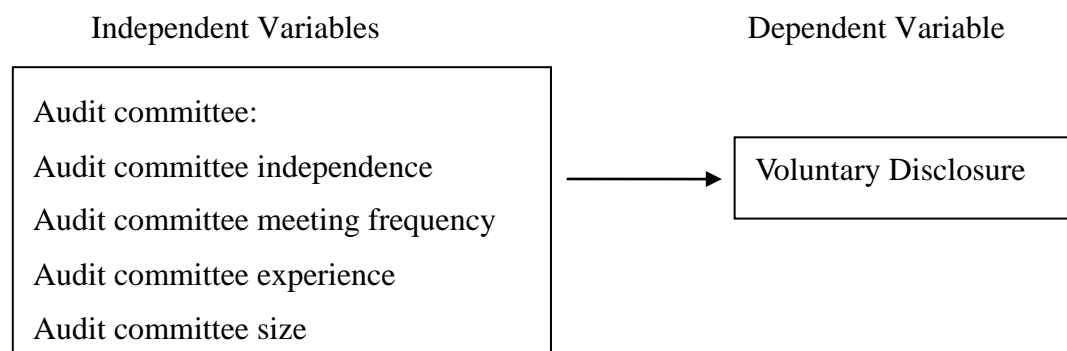 Independent Variables
Dependent Variable
Audit committee:
Audit committee independence
Audit committee meeting frequency
Audit committee experience
Audit committee size
Voluntary Disclosure